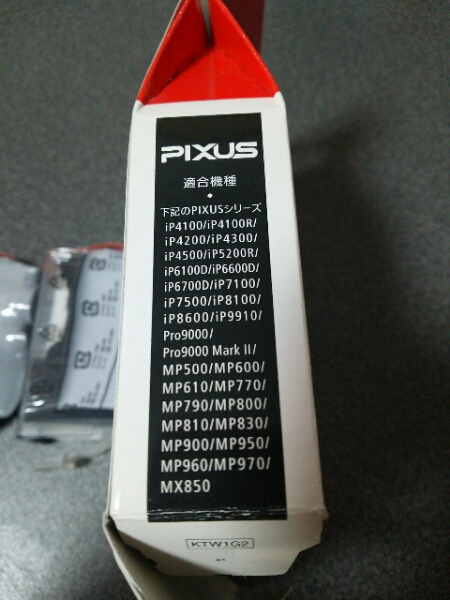 PIXUS
適合機種
●
下記のPIXUSシリーズ
iP4100/iP4100R/
iP4200/iP4300/
iP4500/iP5200R/
iP6100D/iP6600D/
iP6700D/iP7100/
iP7500/iP8100/
iP8600/iP9910/
Pro9000/
Pro9000 Mark II/
MP500/MP600/
MP610/MP770/
MP790/MP800/
MP810/MP830/
MP900/MP950/
MP960/MP970/
MX850
KTW1G2